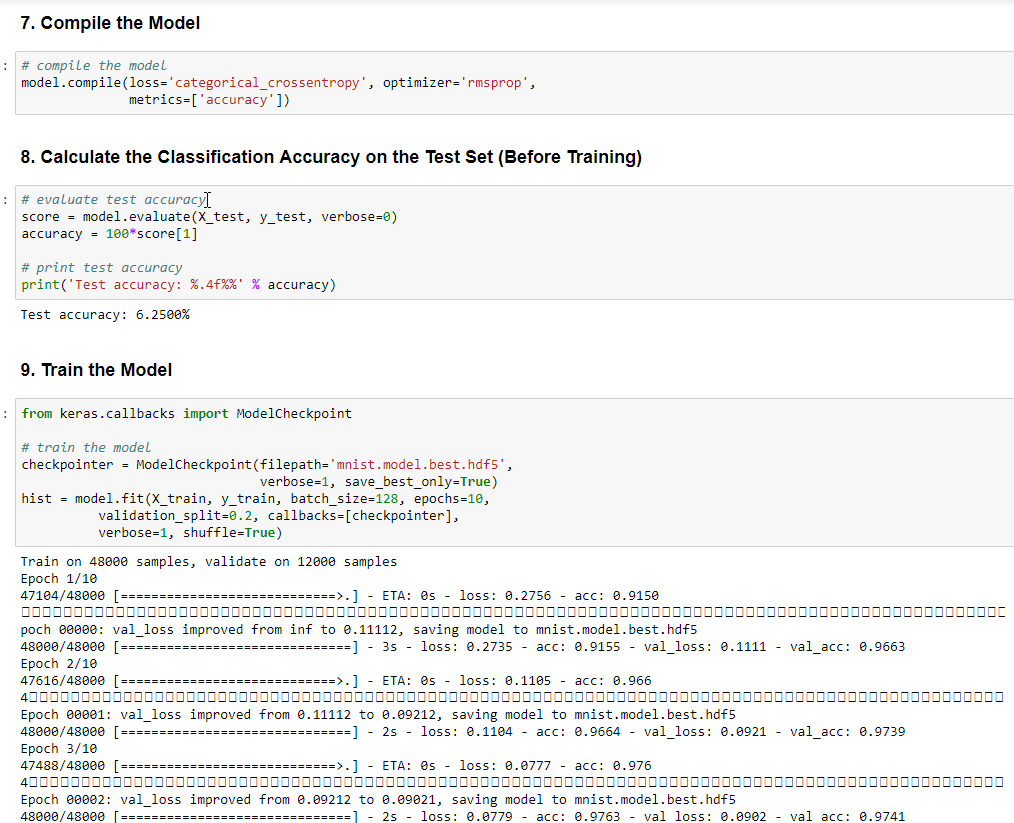 7. Compile the Model
: # compile the model
model.compile(loss='categorical_crossentropy', optimizer='rmsprop',
              metrics=['accuracy'])
8. Calculate the Classification Accuracy on the Test Set (Before Training)
: # evaluate test accuracy
score = model.evaluate(X_test, y_test, verbose=0)
accuracy = 100*score[1]
# print test accuracy
print('Test accuracy: %.4f%%' % accuracy)
Test accuracy: 6.2500%
9. Train the Model
: from keras.callbacks import ModelCheckpoint
# train the model
checkpointer = ModelCheckpoint(filepath='mnist.model.best.hdf5',
                               verbose=1, save_best_only=True)
hist = model.fit(X_train, y_train, batch_size=128, epochs=10,
          validation_split=0.2, callbacks=[checkpointer],
          verbose=1, shuffle=True)
Train on 48000 samples, validate on 12000 samples
Epoch 1/10
47104/48000 [============================>.] - ETA: 0s - loss: 0.2756 - acc: 0.9150
poch 00000: val_loss improved from inf to 0.11112, saving model to mnist.model.best.hdf5
48000/48000 [==============================] - 3s - loss: 0.2735 - acc: 0.9155 - val_loss: 0.1111 - val_acc: 0.9663
Epoch 2/10
47616/48000 [============================>.] - ETA: 0s - loss: 0.1105 - acc: 0.966
4
Epoch 00001: val_loss improved from 0.11112 to 0.09212, saving model to mnist.model.best.hdf5
48000/48000 [==============================] - 2s - loss: 0.1104 - acc: 0.9664 - val_loss: 0.0921 - val_acc: 0.9739
Epoch 3/10
47488/48000 [============================>.] - ETA: 0s - loss: 0.0777 - acc: 0.976
4
Epoch 00002: val_loss improved from 0.09212 to 0.09021, saving model to mnist.model.best.hdf5
48000/48000 [==============================] - 2s - loss: 0.0779 - acc: 0.9763 - val_loss: 0.0902 - val_acc: 0.9741